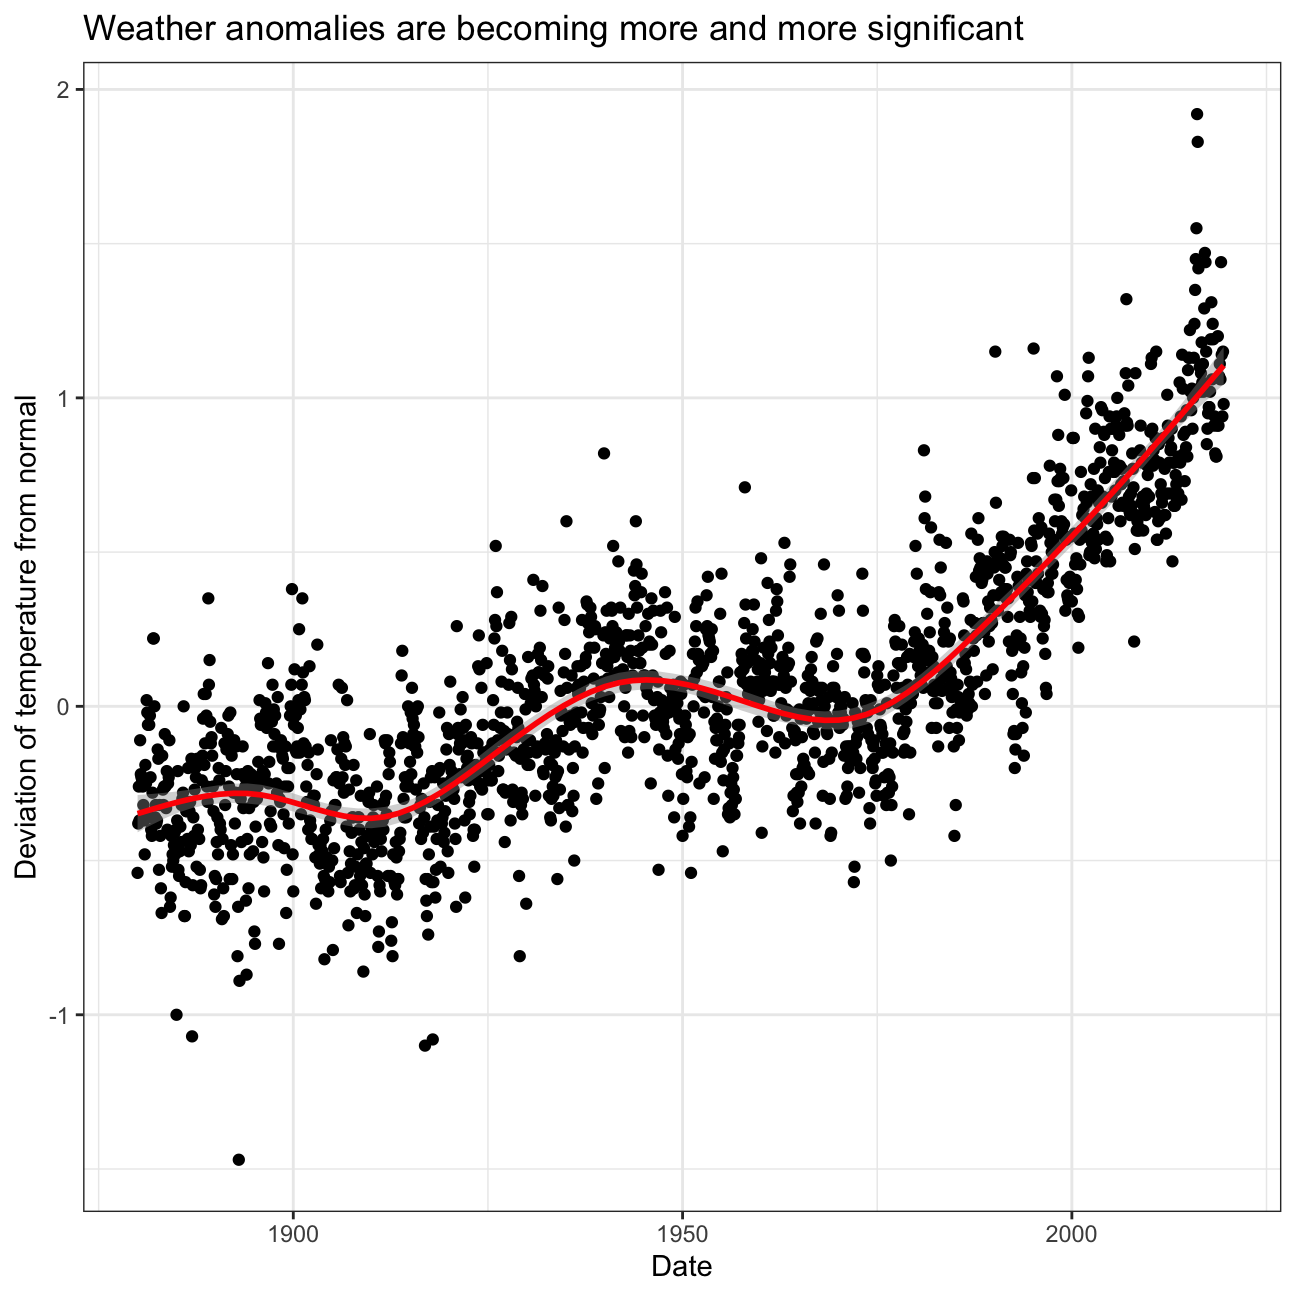 Weather anomalies are becoming more and more significant
Deviation of temperature from normal
2
1
0
-1
1900
1950
2000
Date